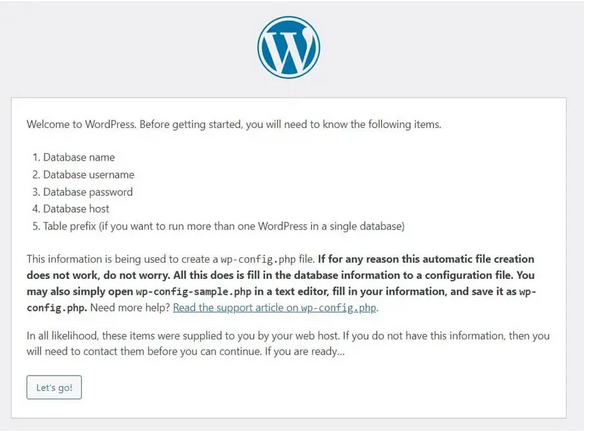 Welcome to WordPress. Before getting started, you will need to know the following items.
1. Database name
2. Database username
3. Database password
4. Database host
5. Table prefix (if you want to run more than one WordPress in a single database)
This information is being used to create a wp-config.php file. If for any reason this automatic file creation
does not work, do not worry. All this does is fill in the database information to a configuration file. You
may also simply open wp-config-sample.php in a text editor, fill in your information, and save it as wp-
config.php. Need more help? Read the support article on wp-config.php.
In all likelihood, these items were supplied to you by your web host. If you do not have this information, then you
will need to contact them before you can continue. If you are ready…
Let's go!